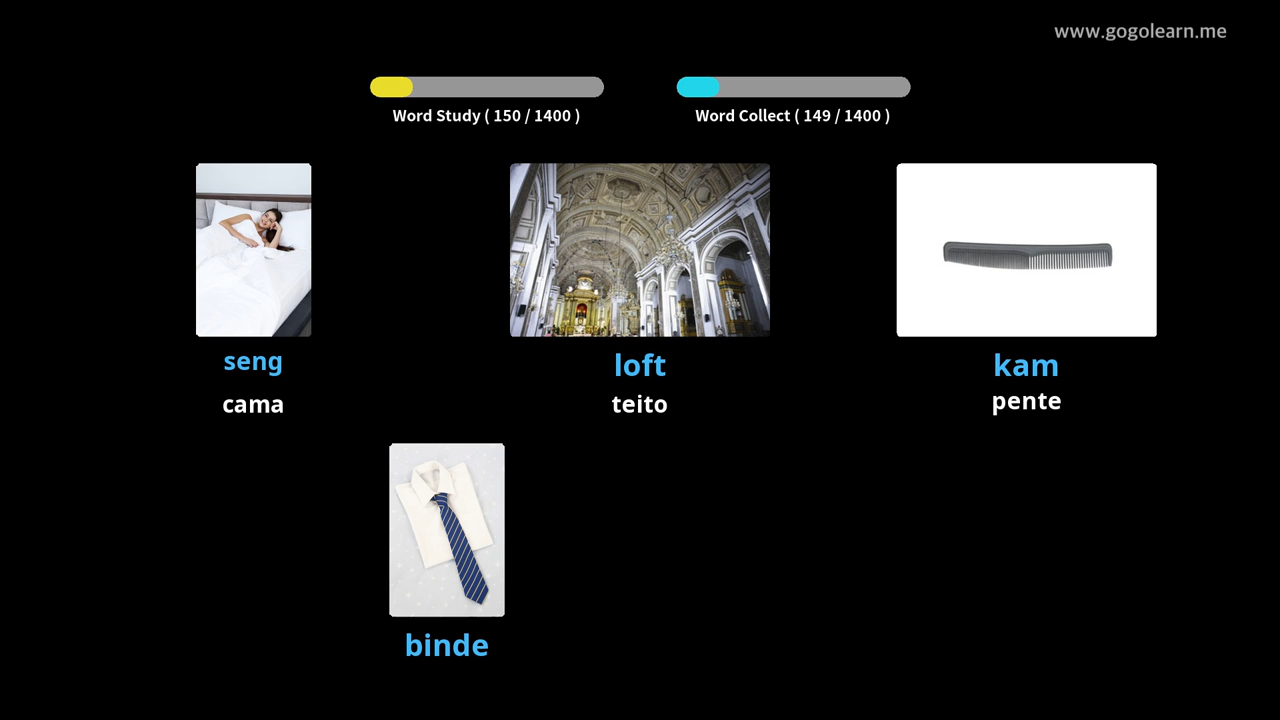 www.gogolearn.me
Word Study ( 150 / 1400 )
Word Collect ( 149 / 1400 )
seng
cama
loft
teito
kam
pente
binde